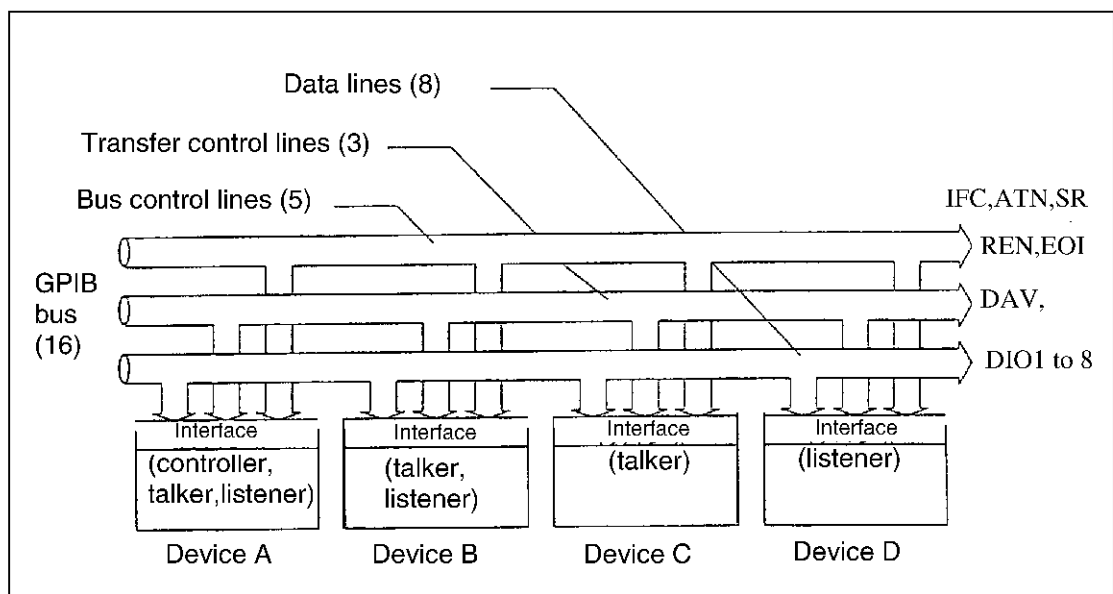 Data lines (8)
Transfer control lines (3)
Bus control lines (5)
IFC,ATN,SR
REN,EOI
GPIB
bus
(16)
DAV,
DIO1 to 8
Interface
(controller,
talker,listener)
Device A
Interface
(talker,
listener)
Device B
Interface
(talker)
Device C
Interface
(listener)
Device D